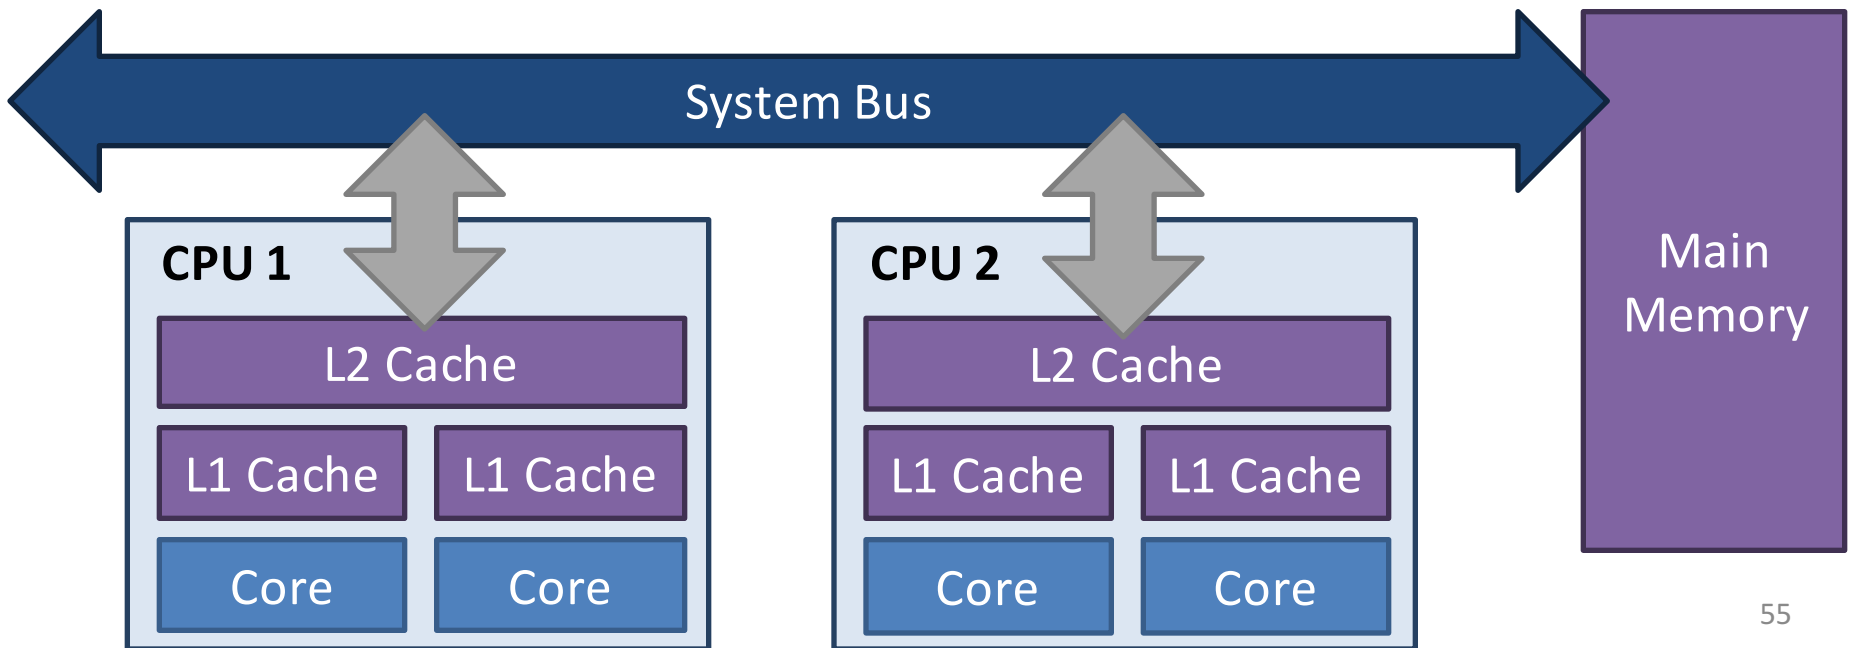 System Bus
CPU 1
CPU 2
Main
Memory
L2 Cache
L2 Cache
L1 Cache
L1 Cache
L1 Cache
L1 Cache
Core
Core
Core
Core
55